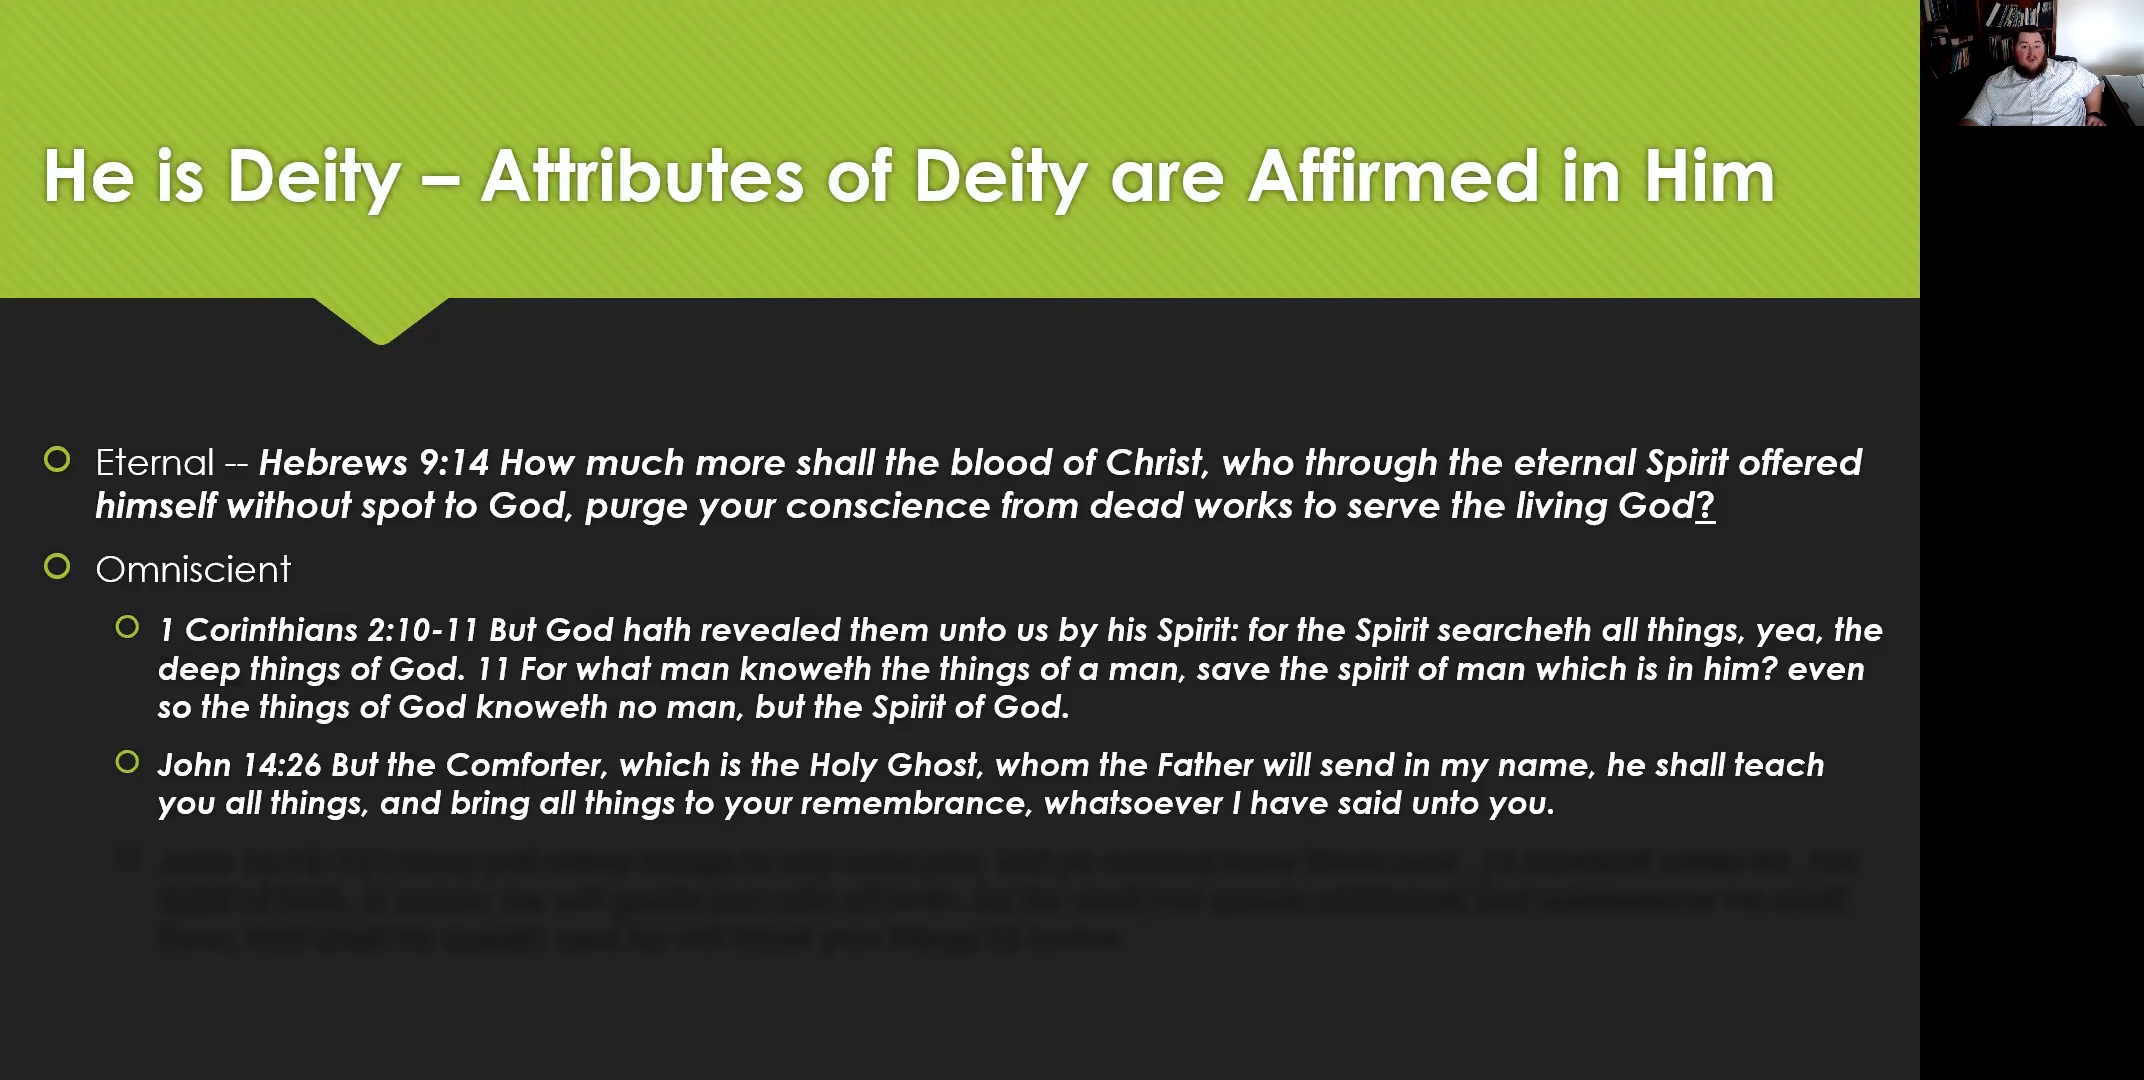 He is Deity – Attributes of Deity are Affirmed in Him
Eternal -- Hebrews 9:14 How much more shall the blood of Christ, who through the eternal Spirit offered
himself without spot to God, purge your conscience from dead works to serve the living God?
Omniscient
1 Corinthians 2:10-11 But God hath revealed them unto us by his Spirit: for the Spirit searcheth all things, yea, the
deep things of God. 11 For what man knoweth the things of a man, save the spirit of man which is in him? even
so the things of God knoweth no man, but the Spirit of God.
John 14:26 But the Comforter, which is the Holy Ghost, whom the Father will send in my name, he shall teach
you all things, and bring all things to your remembrance, whatsoever I have said unto you.